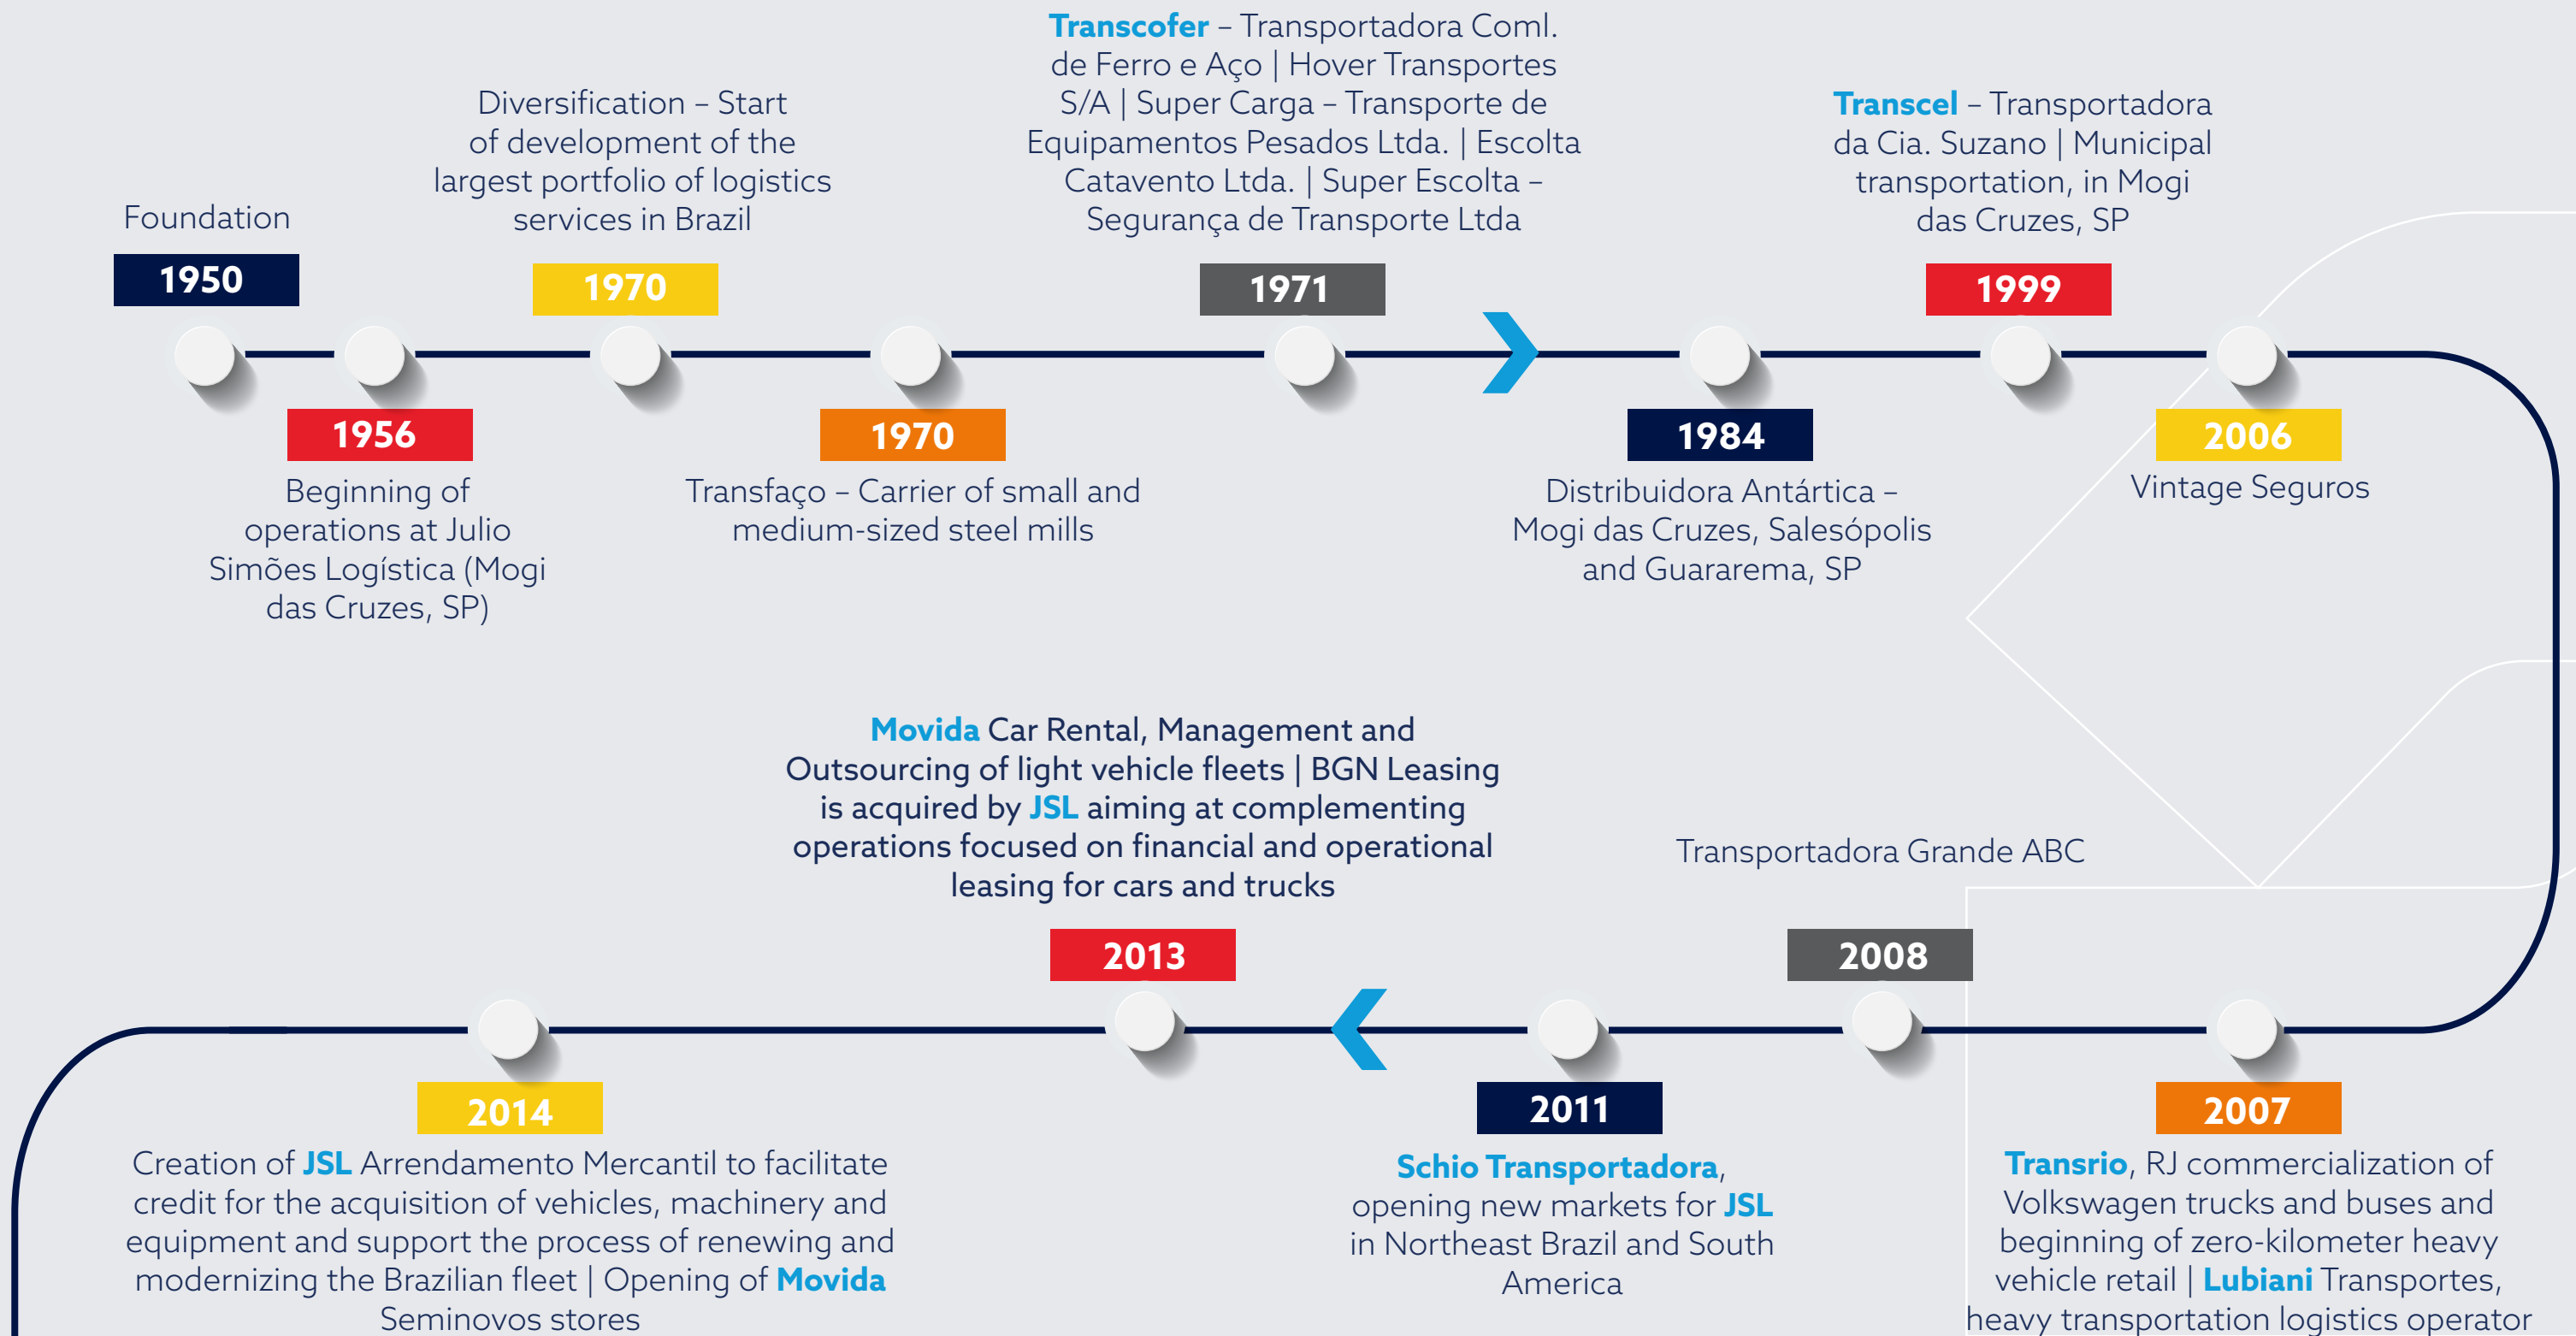 Foundation
1950
1956
Beginning of
operations at Julio
Simões Logística (Mogi
das Cruzes, SP)
Diversification – Start
of development of the
largest portfolio of logistics
services in Brazil
1970
1970
Transfaço – Carrier of small and
medium-sized steel mills
Transcofer – Transportadora Coml.
de Ferro e Aço | Hover Transportes
S/A | Super Carga – Transporte de
Equipamentos Pesados Ltda. | Escolta
Catavento Ltda. | Super Escolta –
Segurança de Transporte Ltda
1971
1984
Distribuidora Antártica –
Mogi das Cruzes, Salesópolis
and Guararema, SP
Transcel – Transportadora
da Cia. Suzano | Municipal
transportation, in Mogi
das Cruzes, SP
1999
2006
Vintage Seguros
2007
Transrio, RJ commercialization of
Volkswagen trucks and buses and
beginning of zero-kilometer heavy
vehicle retail | Lubiani Transportes,
heavy transportation logistics operator
Transportadora Grande ABC
2008
2011
Schio Transportadora,
opening new markets for JSL
in Northeast Brazil and South
America
Movida Car Rental, Management and
Outsourcing of light vehicle fleets | BGN Leasing
is acquired by JSL aiming at complementing
operations focused on financial and operational
leasing for cars and trucks
2013
2014
Creation of JSL Arrendamento Mercantil to facilitate
credit for the acquisition of vehicles, machinery and
equipment and support the process of renewing and
modernizing the Brazilian fleet | Opening of Movida
Seminovos stores